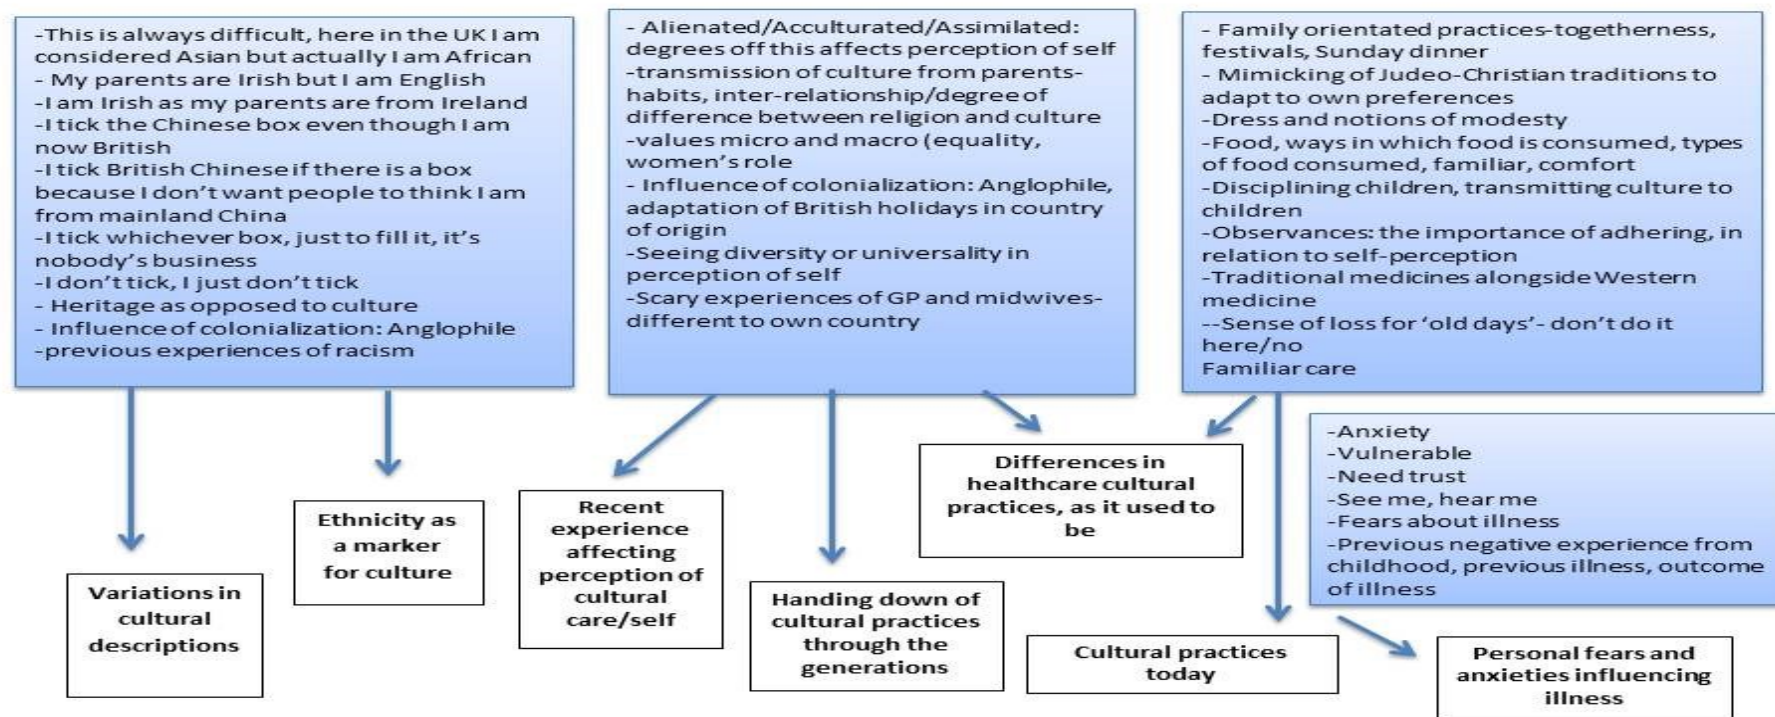 -This is always difficult, here in the UK I am
considered Asian but actually I am African
- My parents are Irish but I am English
-I am Irish as my parents are from Ireland
-I tick the Chinese box even though I am
now British
-I tick British Chinese if there is a box
because I don't want people to think I am
from mainland China
-I tick whichever box, just to fill it, it's
nobody's business
-I don't tick, I just don't tick
- Heritage as opposed to culture
- Influence of colonialization: Anglophile
-previous experiences of racism
- Alienated/Acculturated/Assimilated:
degrees off this affects perception of self
-transmission of culture from parents-
habits, inter-relationship/degree of
difference between religion and culture
-values micro and macro (equality,
women's role
- Influence of colonialization: Anglophile,
adaptation of British holidays in country
of origin
-Seeing diversity or universality in
perception of self
-Scary experiences of GP and midwives-
different to own country
- Family orientated practices-togetherness,
festivals, Sunday dinner
- Mimicking of Judeo-Christian traditions to
adapt to own preferences
-Dress and notions of modesty
-Food, ways in which food is consumed, types
of food consumed, familiar, comfort
-Disciplining children, transmitting culture to
children
-Observances: the importance of adhering, in
relation to self-perception
-Traditional medicines alongside Western
medicine
--Sense of loss for 'old days'- don't do it
here/no
Familiar care
-Anxiety
-Vulnerable
-Need trust
-See me, hear me
-Fears about illness
-Previous negative experience from
childhood, previous illness, outcome
of illness
Variations in
cultural
descriptions
Ethnicity as
a marker
for culture
Recent
experience
affecting
perception of
cultural
care/self
Handing down of
cultural practices
through the
generations
Differences in
healthcare cultural
practices, as it used to
be
Cultural practices
today
Personal fears and
anxieties influencing
illness